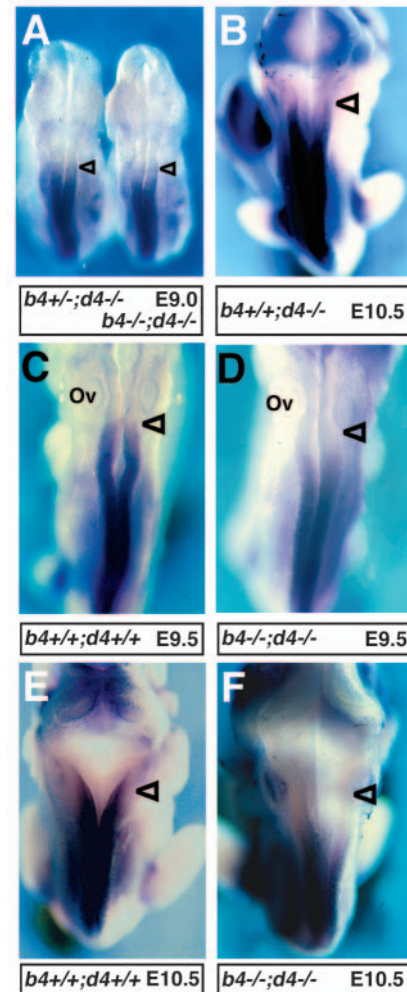 A
B
b4+/-;d4-/- E9.0
b4-/-;d4-/-
b4+/+;d4-/- E10.5
C
Ov
D
Ov
b4+/+;d4+/+ E9.5
b4-/-;d4-/- E9.5
E
F
b4+/+;d4+/+ E10.5
b4-/-;d4-/- E10.5